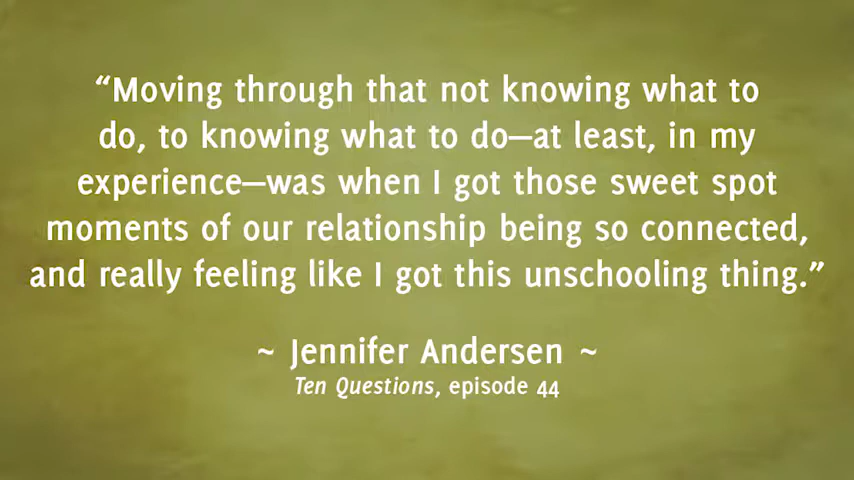 “Moving through that not knowing what to
do, to knowing what to do—at least, in my
experience—was when I got those sweet spot
moments of our relationship being so connected,
and really feeling like I got this unschooling thing.”
~ Jennifer Andersen ~
Ten Questions, episode 44